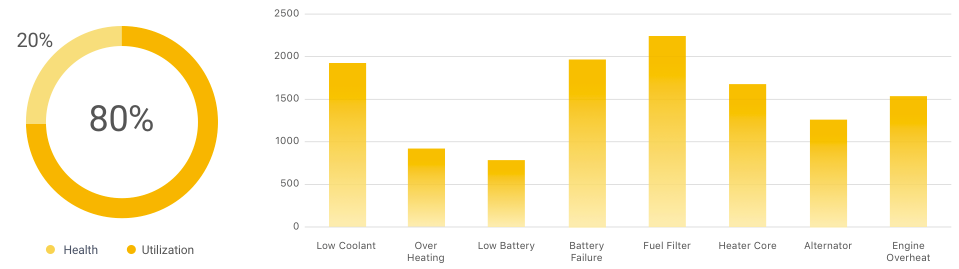 20%
80%
Health
Utilization
2500
2000
1500
1000
500
0
Low Coolant
Over
Heating
Low Battery
Battery
Failure
Fuel Filter
Heater Core
Alternator
Engine
Overheat